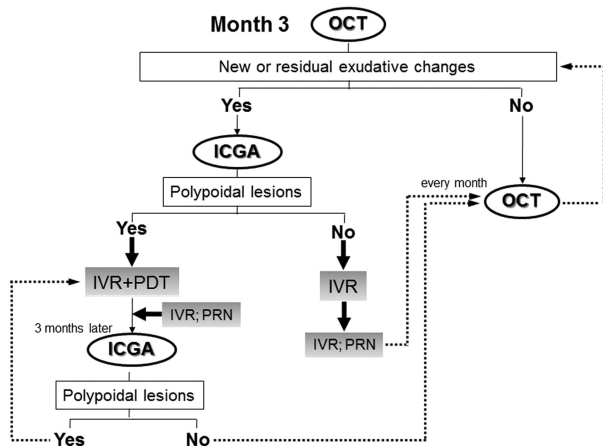 Month 3 OCT
New or residual exudative changes
Yes No
ICGA
Polypoidal lesions
every month
OCT
Yes No
IVR+PDT IVR
IVR; PRN
3 months later
ICGA
IVR; PRN
Polypoidal lesions
Yes No